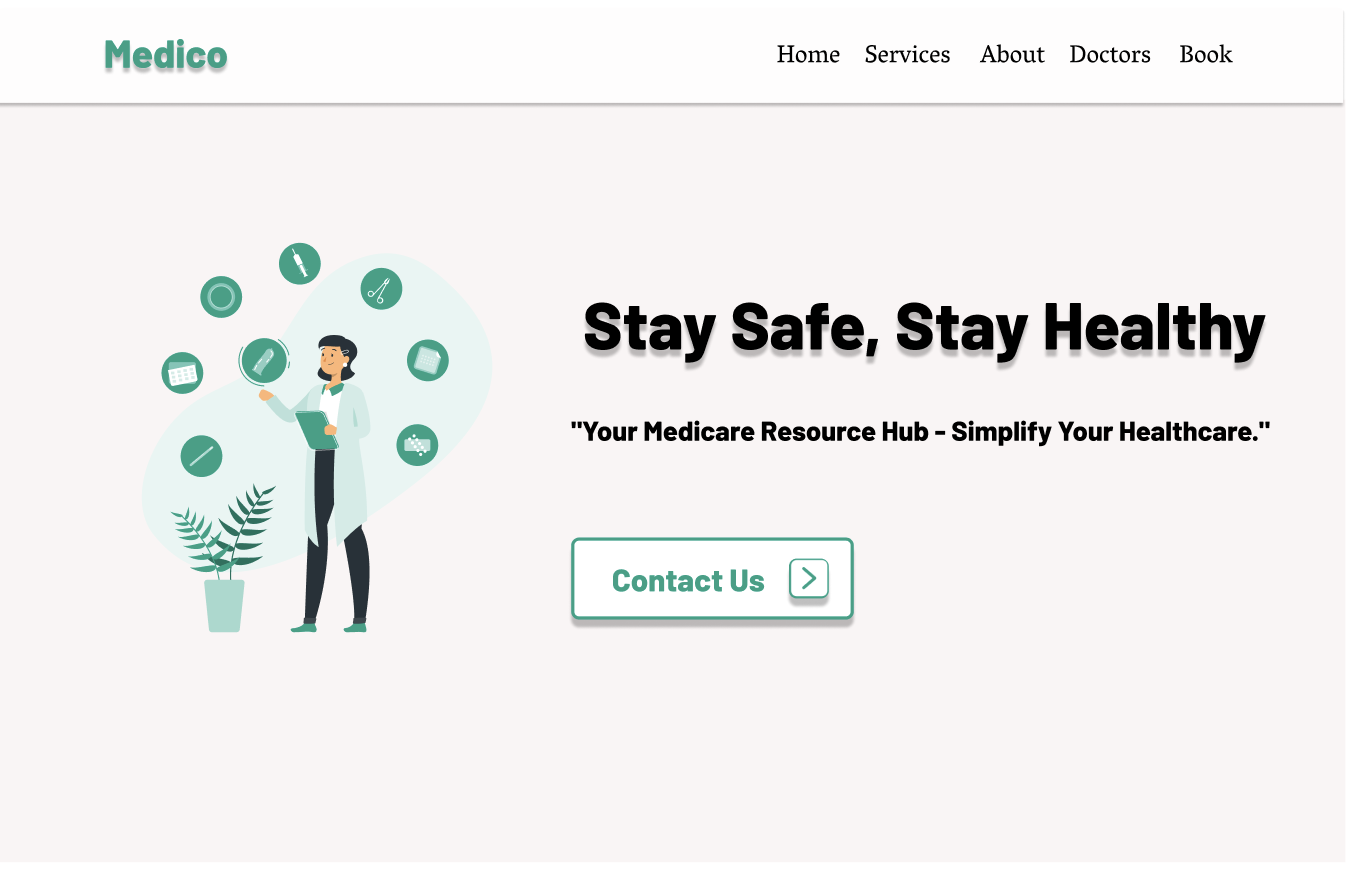 Medico
Home Services About Doctors Book
Stay Safe, Stay Healthy
"Your Medicare Resource Hub - Simplify Your Healthcare."
Contact Us